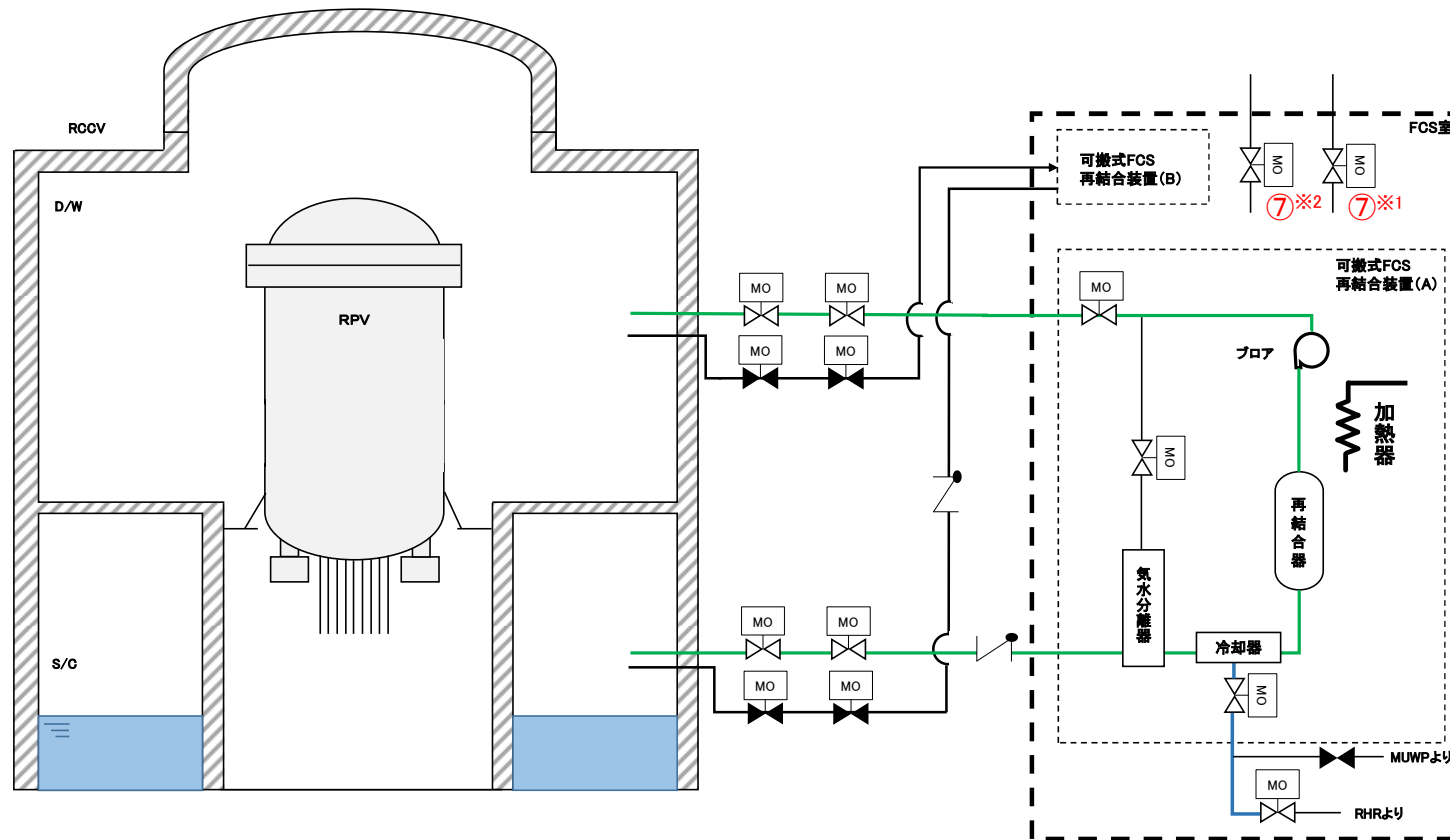 RCCV
D/W
RPV
S/C
FCS室
可搬式FCS
再結合装置(B)
MO
MO
⑦※2
⑦※1
可搬式FCS
再結合装置(A)
MO
MO
MO
MO
MO
ブロア
加熱器
MO
再結合器
気水分離器
冷却器
MO
MO
MO
MO
MO
MUWPより
MO
RHRより